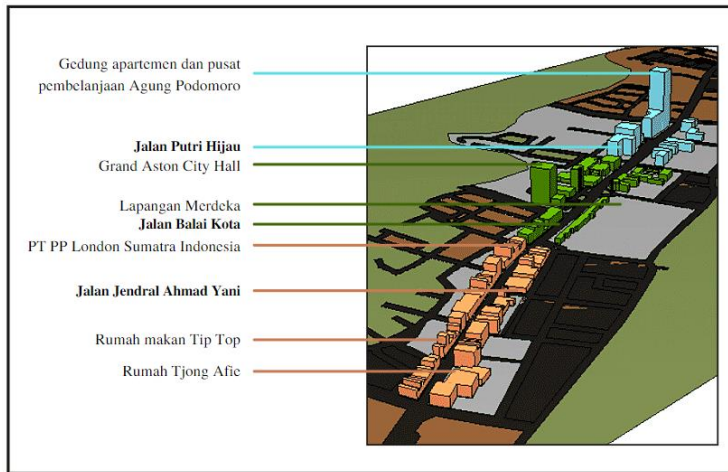 Gedung apartemen dan pusat
pembelanjaan Agung Podomoro
Jalan Putri Hijau
Grand Aston City Hall
Lapangan Merdeka
Jalan Balai Kota
PT PP London Sumatra Indonesia
Jalan Jendral Ahmad Yani
Rumah makan Tip Top
Rumah Tjong Afie